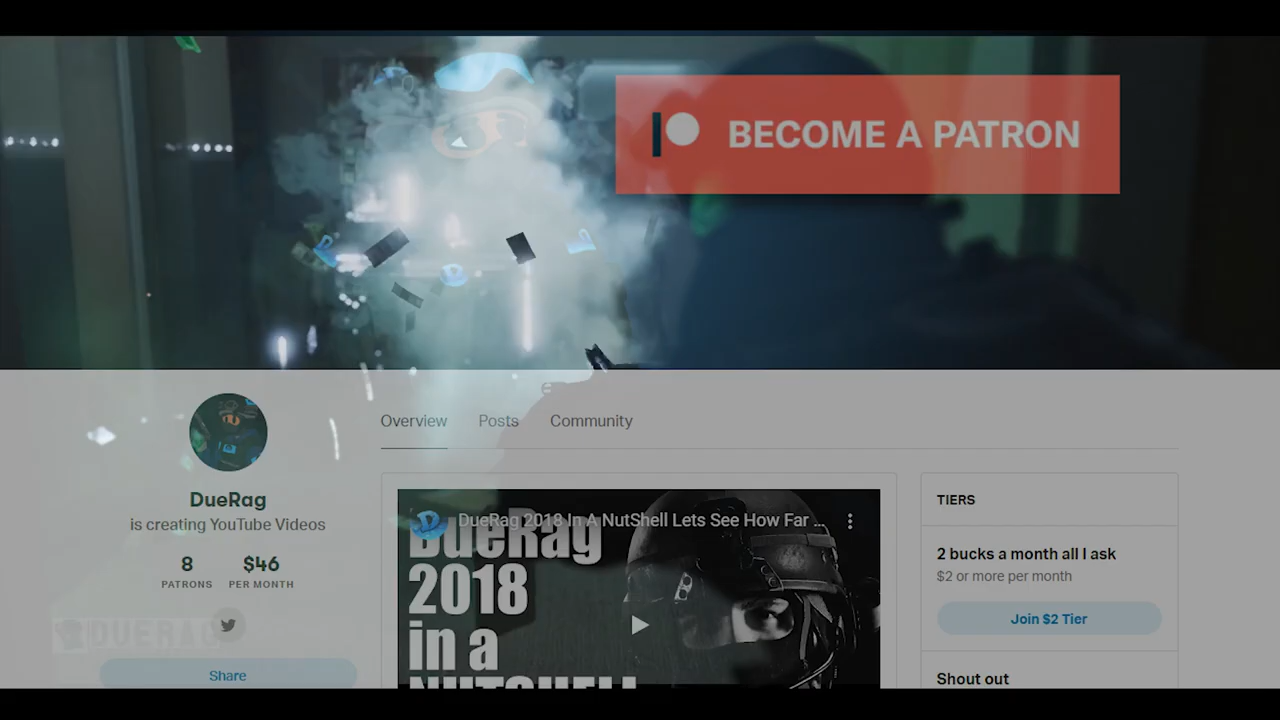 BECOME A PATRON
Overview Posts Community
DueRag
is creating YouTube Videos
8 $46
PATRONS PER MONTH
DUERAG
Share
DueRag 2018 In A NutShell Lets See How Far ...
DueRag
2018
in a
NUTSHELL
TIERS
2 bucks a month all I ask
$2 or more per month
Join $2 Tier
Shout out